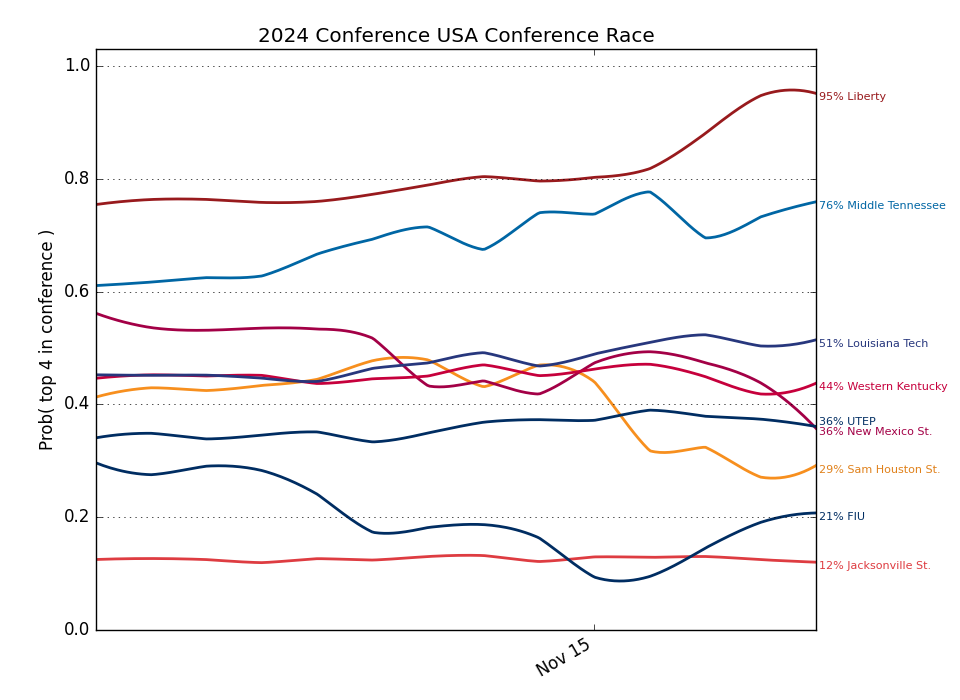 2024 Conference USA Conference Race
Prob( top 4 in conference )
1.0
0.8
0.6
0.4
0.2
0.0
Nov 15
95% Liberty
76% Middle Tennessee
51% Louisiana Tech
44% Western Kentucky
36% UTEP
36% New Mexico St.
29% Sam Houston St.
21% FIU
12% Jacksonville St.